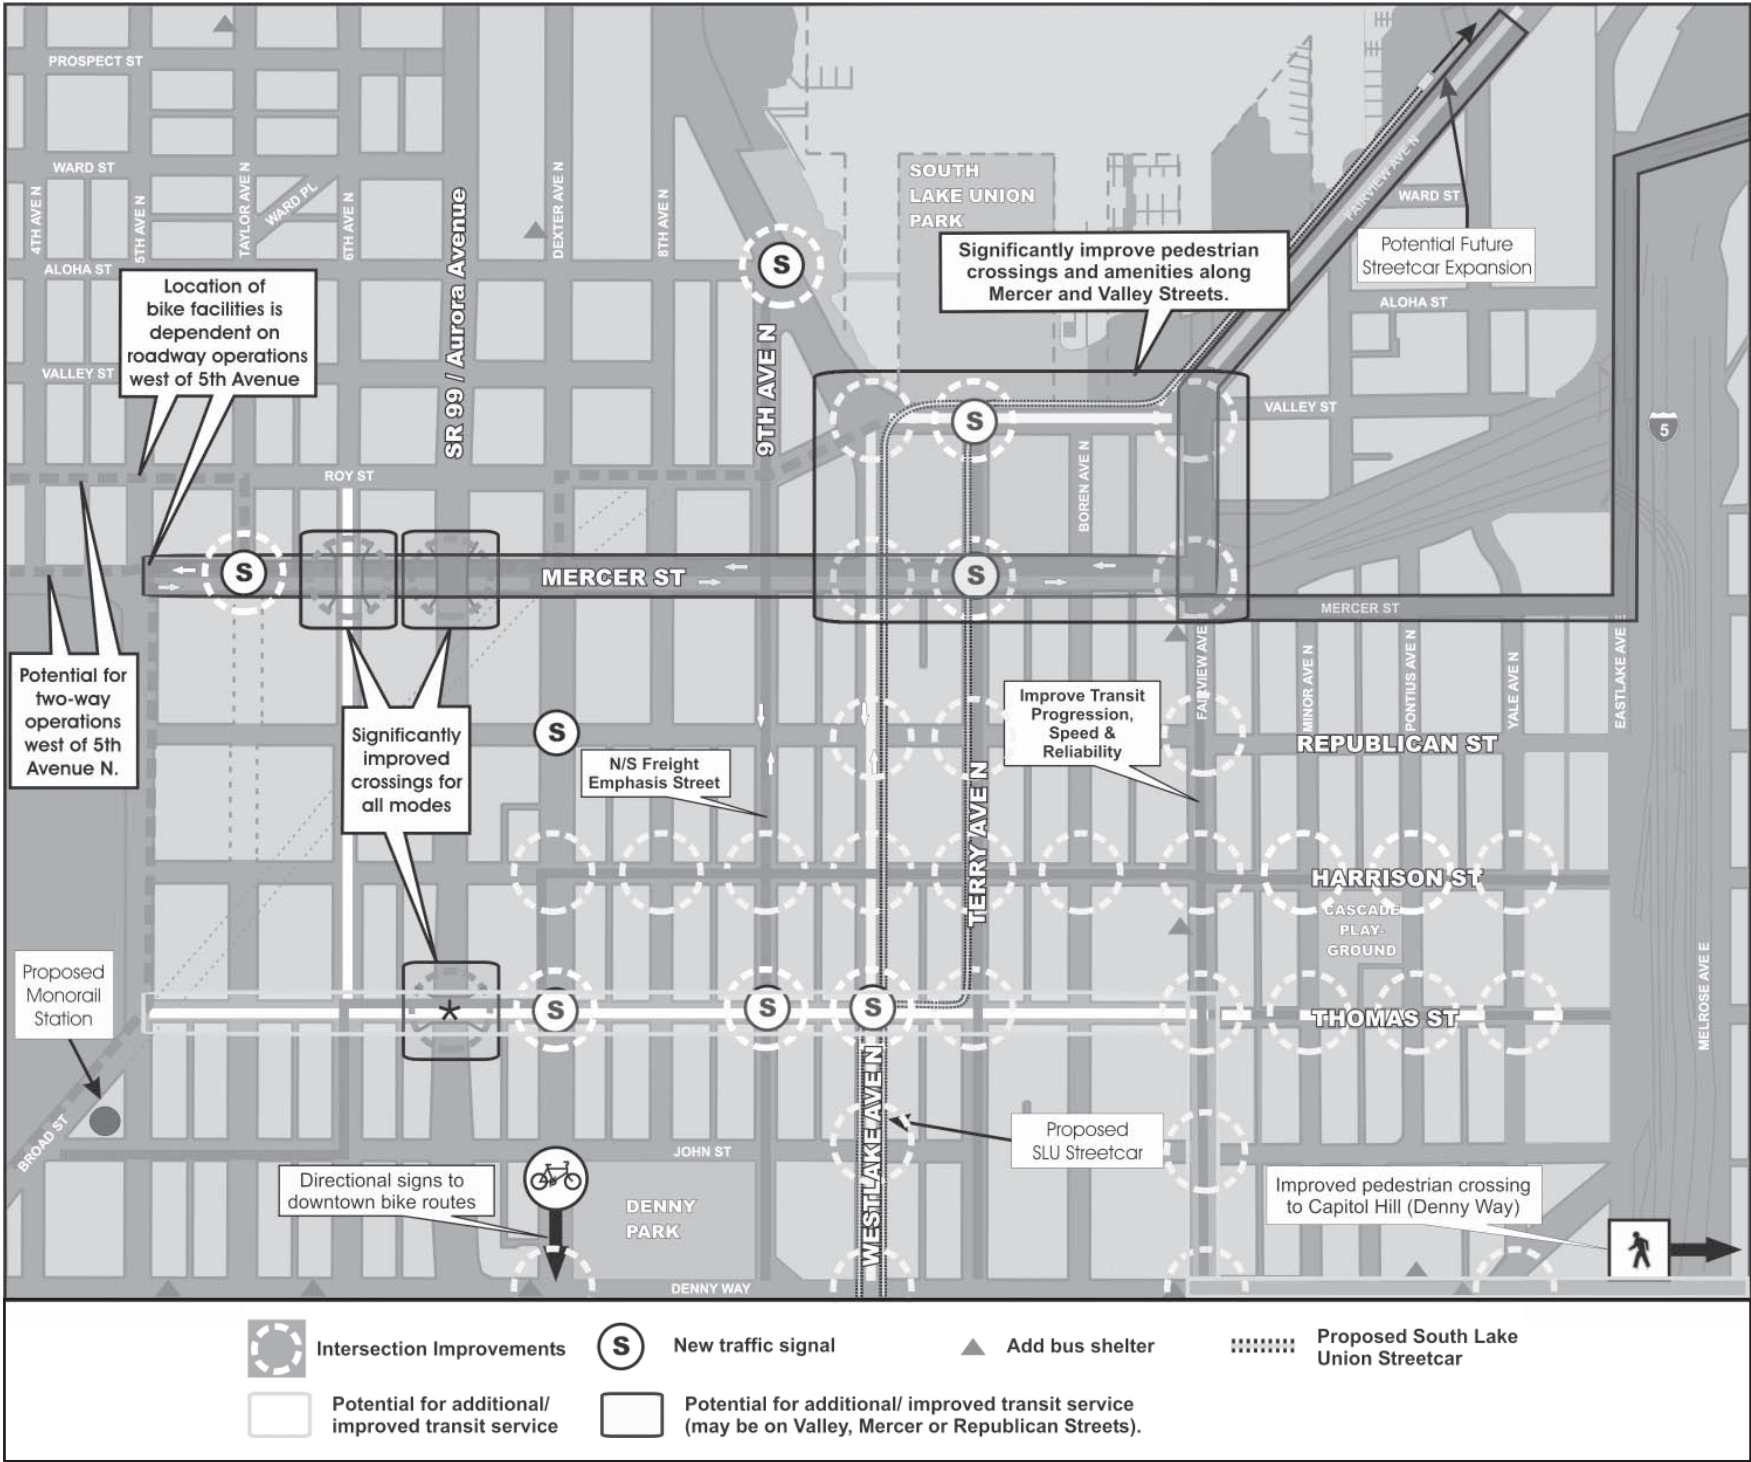 PROSPECT ST
WARD ST
4TH AVE N
5TH AVE N
TAYLOR AVE N
WARD PL
6TH AVE N
SR 99 / Aurora Avenue
DEXTER AVE N
8TH AVE N
ALOHA ST
VALLEY ST
Location of
bike facilities is
dependent on
roadway operations
west of 5th Avenue
S
9TH AVE N
SOUTH
LAKE UNION
PARK
Significantly improve pedestrian
crossings and amenities along
Mercer and Valley Streets.
FAIRVIEW AVE N
WARD ST
Potential Future
Streetcar Expansion
ALOHA ST
VALLEY ST
5
S
BOREN AVE N
ROY ST
S
MERCER ST
S
MERCER ST
Potential for
two-way
operations
west of 5th
Avenue N.
Significantly
improved
crossings for
all modes
S
N/S Freight
Emphasis Street
Improve Transit
Progression,
Speed &
Reliability
FAIRVIEW AVE
MINOR AVE N
PONTIUS AVE N
YALE AVE N
EASTLAKE AVE E
REPUBLICAN ST
TERRY AVE N
HARRISON ST
CASCADE
PLAY-
GROUND
MELROSE AVE E
Proposed
Monorail
Station
*
S
S
S
THOMAS ST
WESTLAKE AVE N
BROAD ST
JOHN ST
Proposed
SLU Streetcar
Directional signs to
downtown bike routes
DENNY
PARK
Improved pedestrian crossing
to Capitol Hill (Denny Way)
DENNY WAY
Intersection Improvements
S
New traffic signal
Add bus shelter
Proposed South Lake
Union Streetcar
Potential for additional/
improved transit service
Potential for additional/ improved transit service
(may be on Valley, Mercer or Republican Streets).